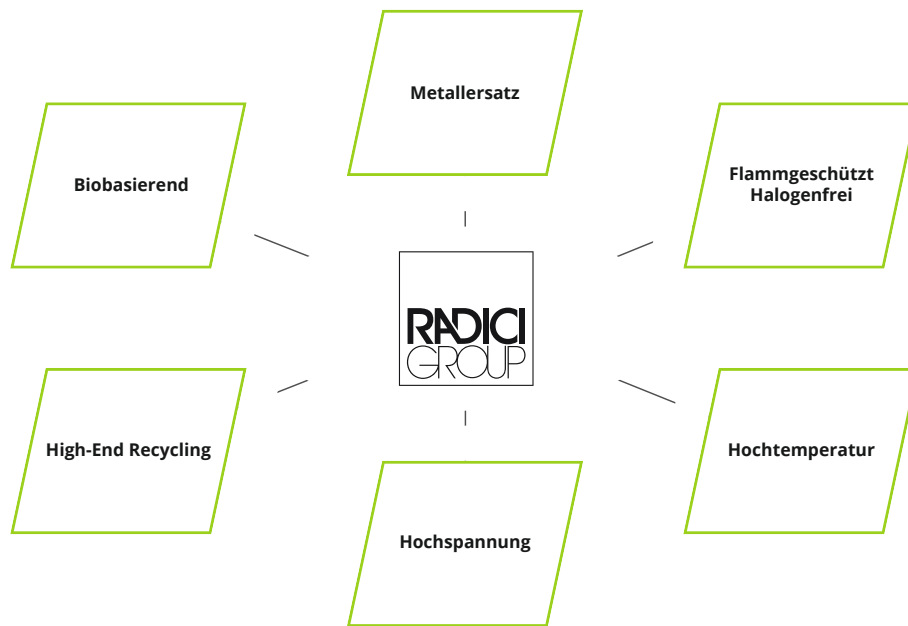 Metallersatz
Biobasierend
Flammgeschützt
Halogenfrei
RADICI
GROUP
High-End Recycling
Hochtemperatur
Hochspannung